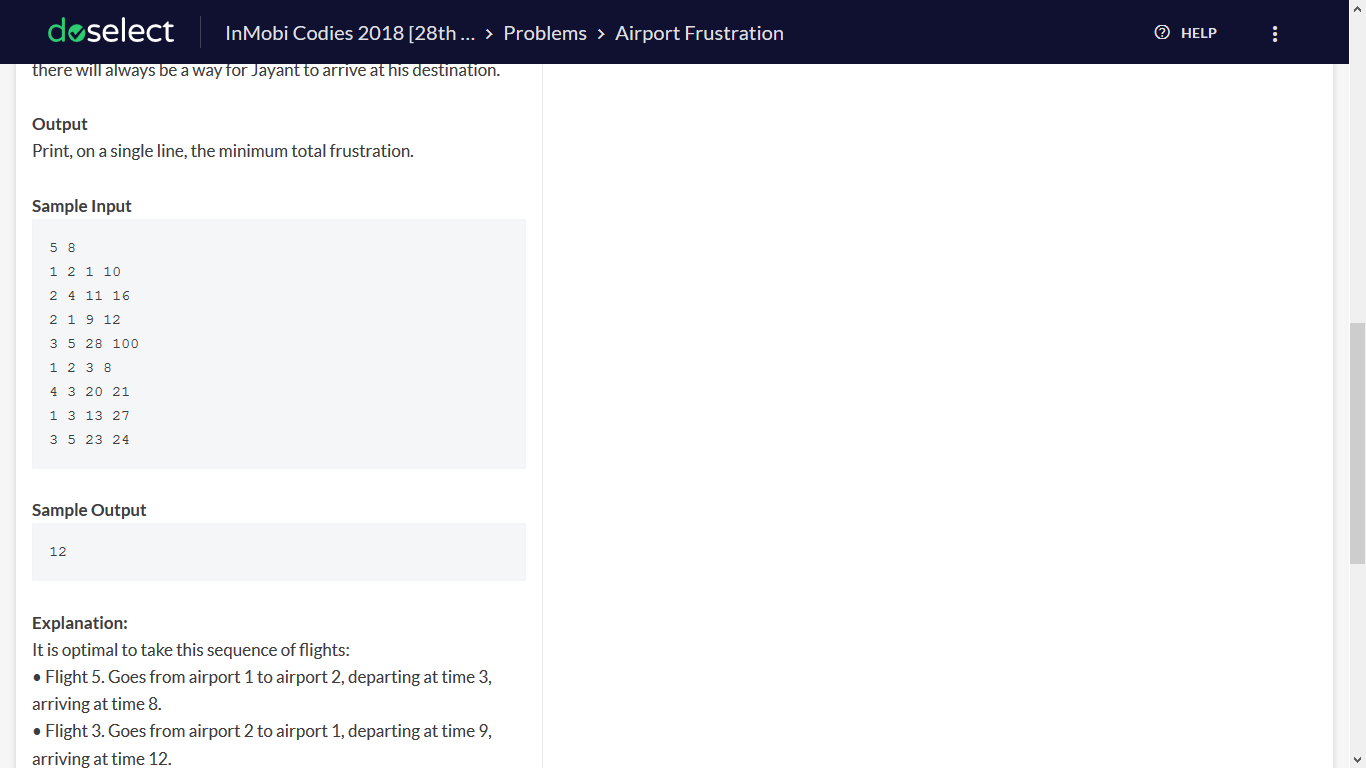 doselect InMobi Codies 2018 [28th ... > Problems > Airport Frustration HELP
there will always be a way for Jayant to arrive at his destination.
Output
Print, on a single line, the minimum total frustration.
Sample Input
5 8
1 2 1 10
2 4 11 16
2 1 9 12
3 5 28 100
1 2 3 8
4 3 20 21
1 3 13 27
3 5 23 24
Sample Output
12
Explanation:
It is optimal to take this sequence of flights:
• Flight 5. Goes from airport 1 to airport 2, departing at time 3,
arriving at time 8.
• Flight 3. Goes from airport 2 to airport 1, departing at time 9,
arriving at time 12.